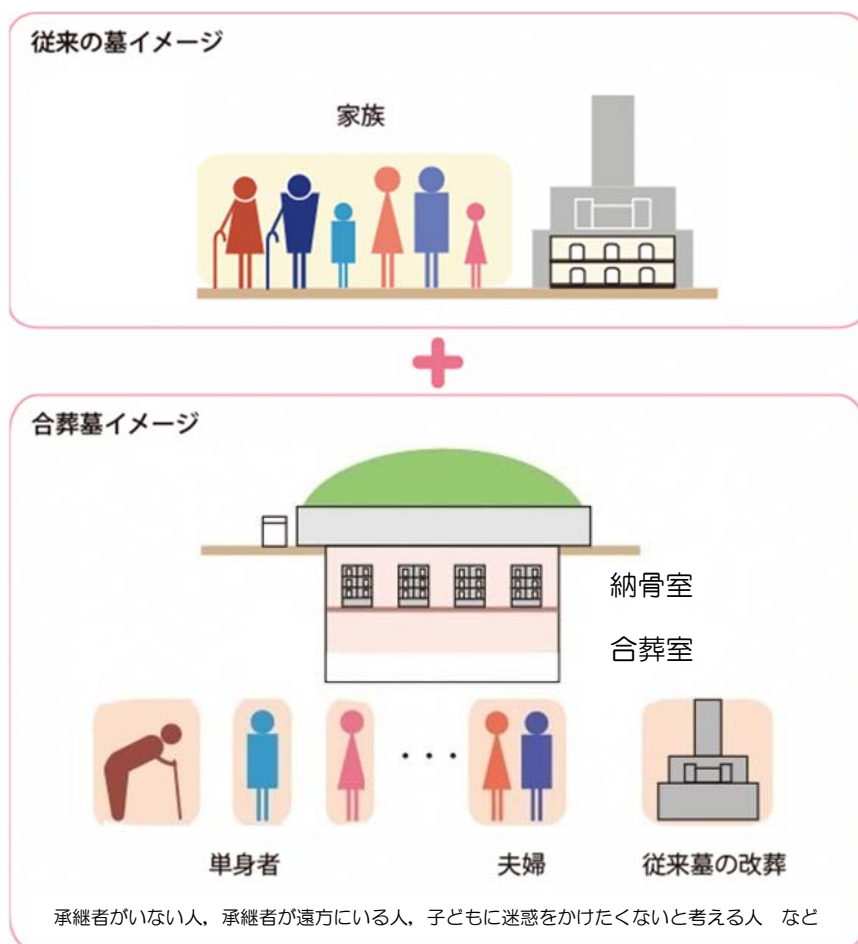 従来の墓イメージ
家族
合葬墓イメージ
納骨室
合葬室
・・・
単身者
夫婦
従来墓の改葬
承継者がいない人，承継者が遠方にいる人，子どもに迷惑をかけたくないと考える人　など